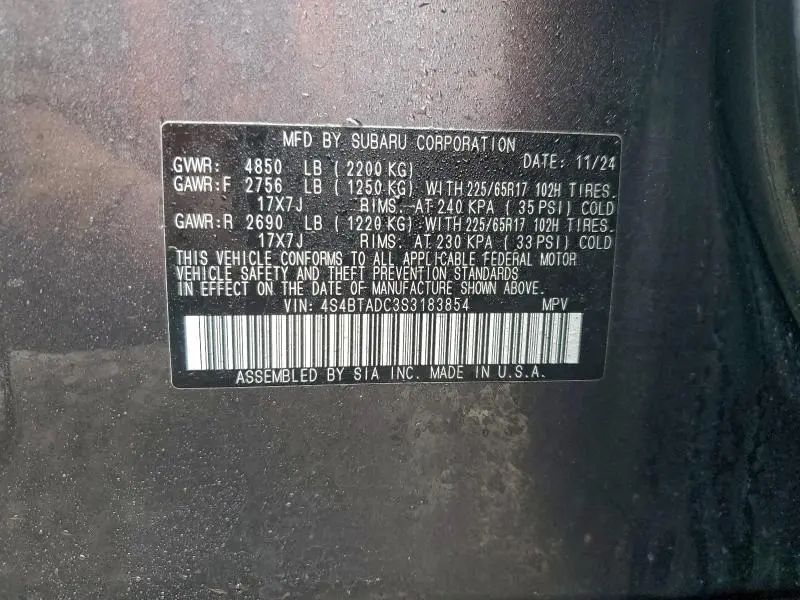 MFD BY SUBARU CORPORATION
GVWR: 4850 LB ( 2200 KG) DATE: 11/24
GAWR:F 2756 LB ( 1250 KG) WITH 225/65R17 102H TIRES.
17X7J RIMS. AT 240 KPA ( 35 PSI) COLD
GAWR:R 2690 LB ( 1220 KG) WITH 225/65R17 102H TIRES.
17X7J RIMS. AT 230 KPA ( 33 PSI) COLD
THIS VEHICLE CONFORMS TO ALL APPLICABLE FEDERAL MOTOR
VEHICLE SAFETY AND THEFT PREVENTION STANDARDS
IN EFFECT ON THE DATE OF MANUFACTURE SHOWN ABOVE.
VIN: 4S4BTADC3S3183854 MPV
ASSEMBLED BY SIA INC. MADE IN U.S.A.